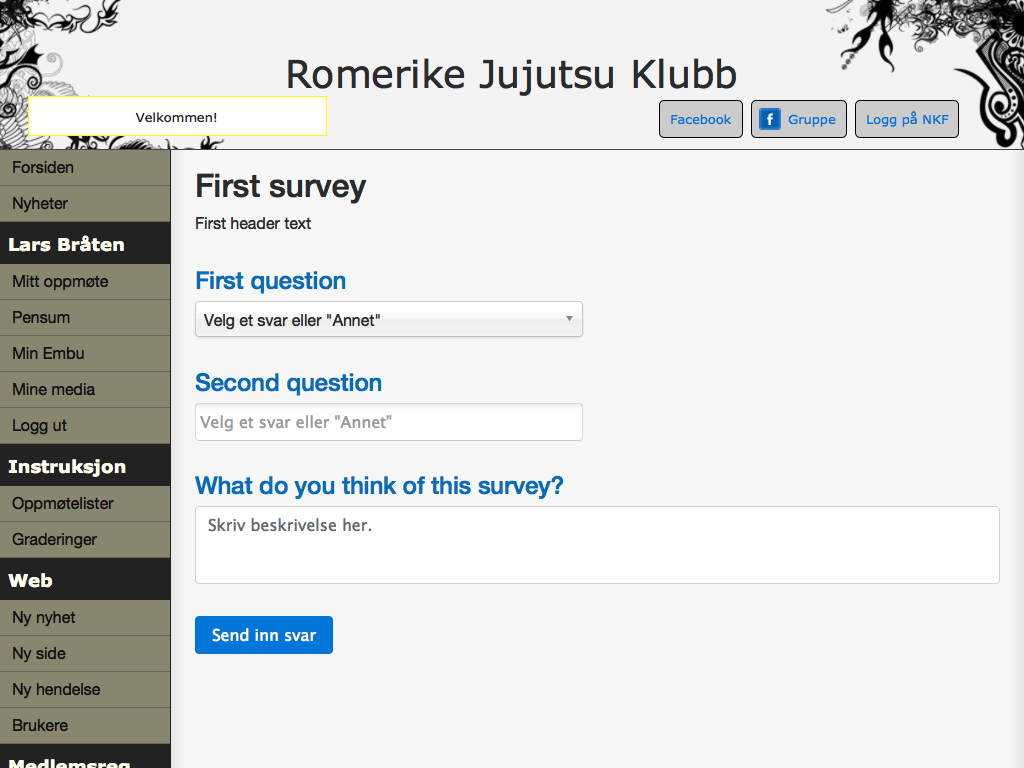 Romerike Jujutsu Klubb
Velkommen!
Facebook
f Gruppe
Logg på NKF
Forsiden
Nyheter
Lars Bråten
Mitt oppmøte
Pensum
Min Embu
Mine media
Logg ut
Instruksjon
Oppmøtelister
Graderinger
Web
Ny nyhet
Ny side
Ny hendelse
Brukere
Medlemsreg
First survey
First header text
First question
Velg et svar eller "Annet"
Second question
Velg et svar eller "Annet"
What do you think of this survey?
Skriv beskrivelse her.
Send inn svar